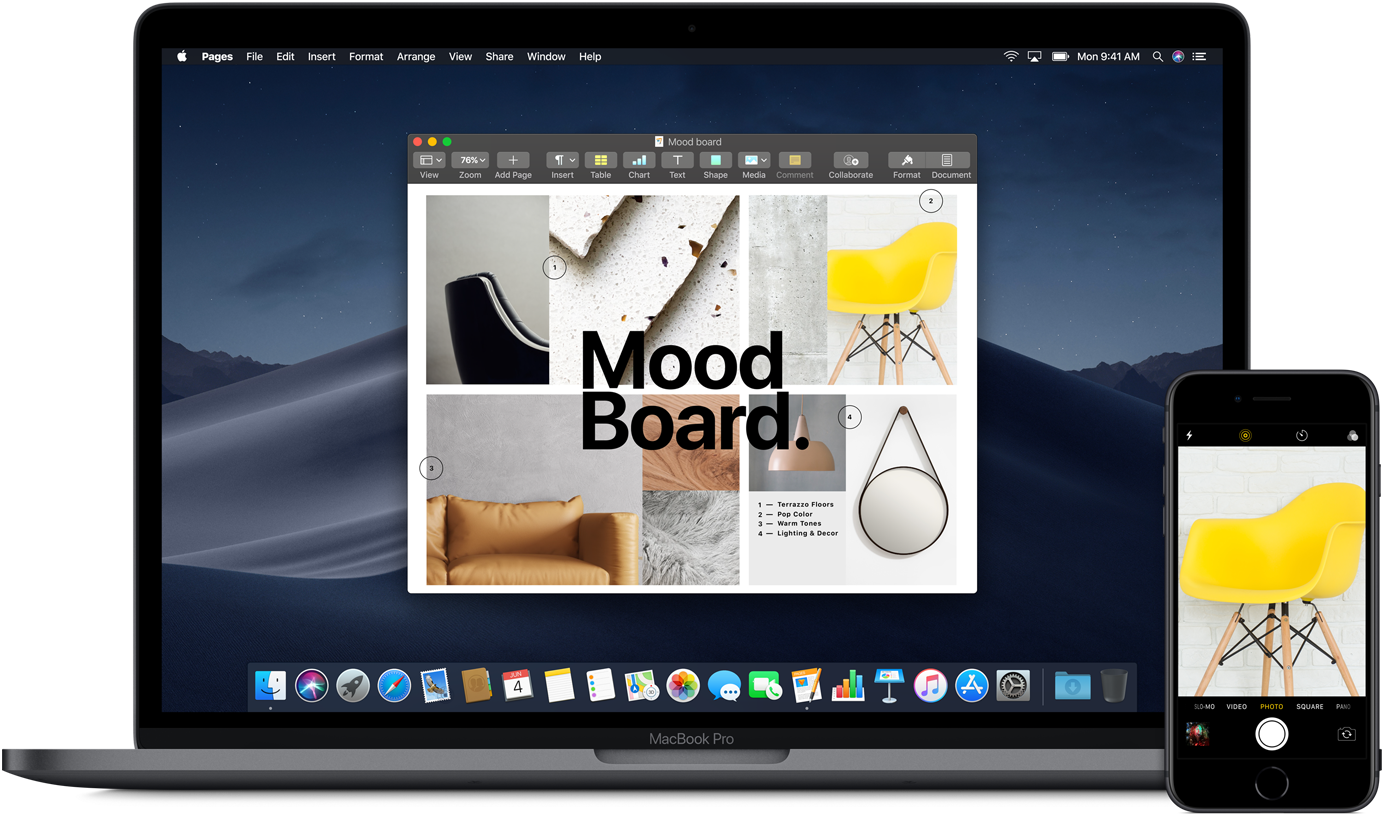 Pages File Edit Insert Format Arrange View Share Window Help Mon 9:41 AM
Mood board
76%
View Zoom Add Page Insert Table Chart Text Shape Media Comment Collaborate Format Document
2
1
Mood
Board.
4
3
1 — Terrazzo Floors
2 — Pop Color
3 — Warm Tones
4 — Lighting & Decor
JUN
4
MacBook Pro
SLO-MO VIDEO PHOTO SQUARE PANO